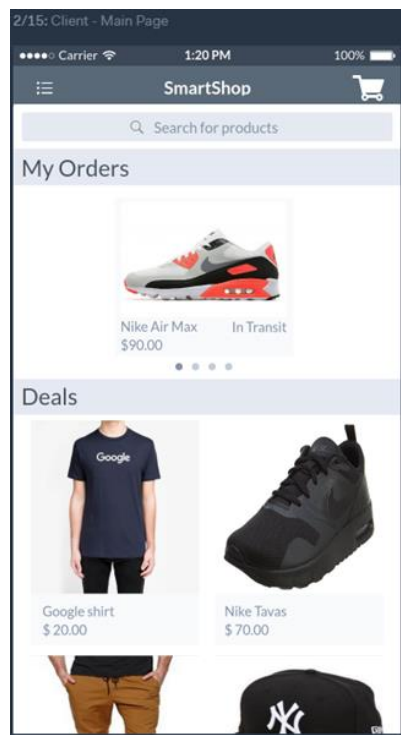 2/15: Client - Main Page
Carrier 1:20 PM 100%
SmartShop
Search for products
My Orders
Nike Air Max In Transit
$90.00
Deals
Google
Google shirt Nike Tavas
$ 20.00 $ 70.00
NY